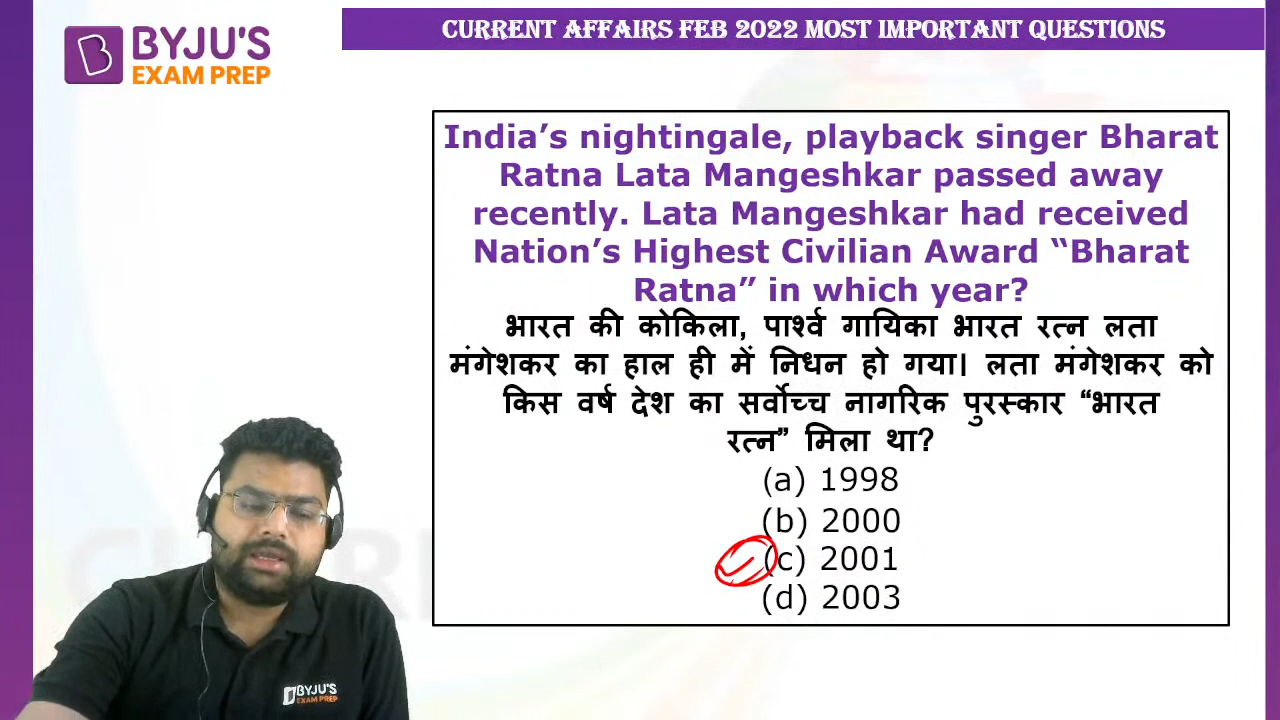 BYJU'S
EXAM PREP
CURRENT AFFAIRS FEB 2022 MOST IMPORTANT QUESTIONS
India’s nightingale, playback singer Bharat
Ratna Lata Mangeshkar passed away
recently. Lata Mangeshkar had received
Nation’s Highest Civilian Award “Bharat
Ratna” in which year?
भारत की कोकिला, पार्श्व गायिका भारत रत्न लता
मंगेशकर का हाल ही में निधन हो गया। लता मंगेशकर को
किस वर्ष देश का सर्वोच्च नागरिक पुरस्कार “भारत
रत्न” मिला था?
(a) 1998
(b) 2000
(c) 2001
(d) 2003
BYJU'S
EXAM PREP